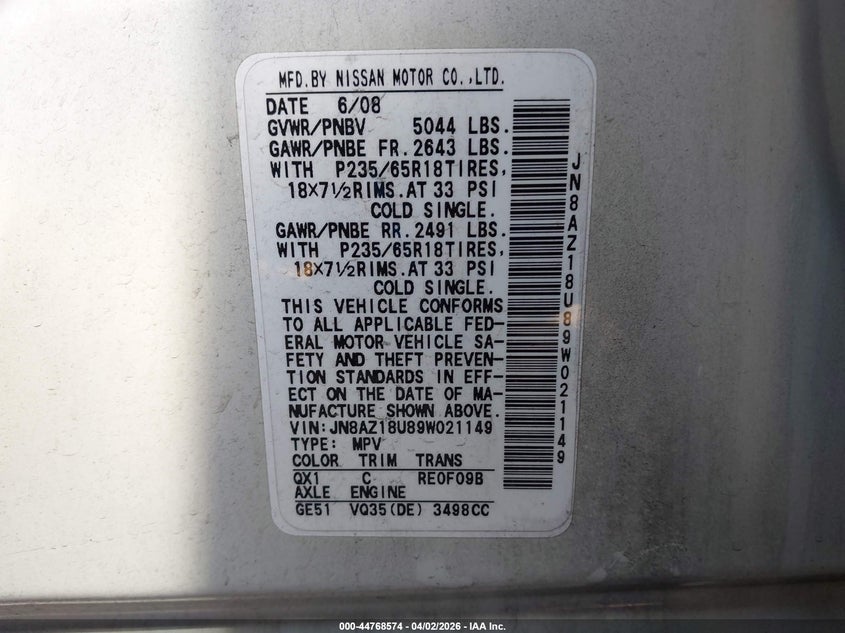 MFD.BY NISSAN MOTOR CO.,LTD.
DATE 6/08
GVWR/PNBV 5044 LBS.
GAWR/PNBE FR.2643 LBS.
WITH P235/65R18TIRES,
18×7½RIMS.AT 33 PSI
COLD SINGLE.
GAWR/PNBE RR.2491 LBS.
WITH P235/65R18TIRES,
18×7½RIMS.AT 33 PSI
COLD SINGLE.
THIS VEHICLE CONFORMS
TO ALL APPLICABLE FED-
ERAL MOTOR VEHICLE SA-
FETY AND THEFT PREVEN-
TION STANDARDS IN EFF-
ECT ON THE DATE OF MA-
NUFACTURE SHOWN ABOVE.
VIN:JN8AZ18U89W021149
TYPE: MPV
COLOR TRIM TRANS
QX1 C RE0F09B
AXLE ENGINE
GE51 VQ35(DE) 3498CC
JN8AZ18U89W021149
000-44768574 | 04/02/2026 - IAA Inc.